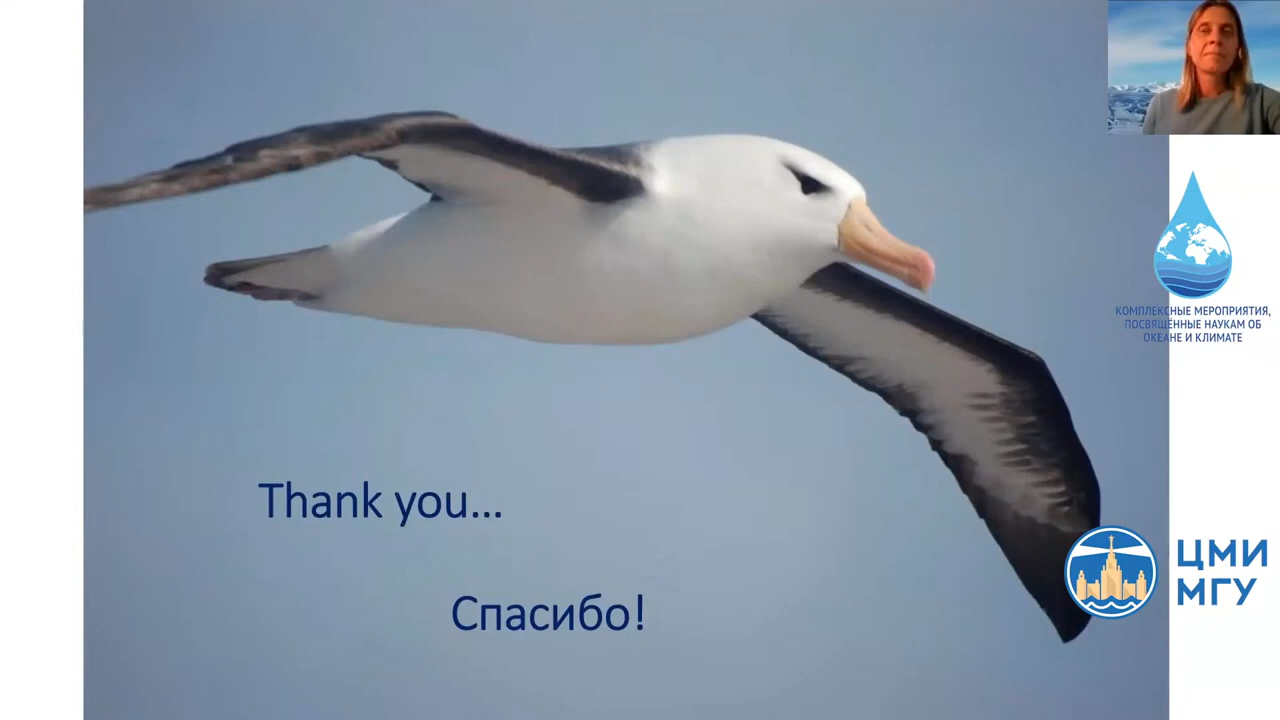 Thank you...
Спасибо!
КОМПЛЕКСНЫЕ МЕРОПРИЯТИЯ,
ПОСВЯЩЁННЫЕ НАУКАМ ОБ
ОКЕАНЕ И КЛИМАТЕ
ЦМИ
МГУ